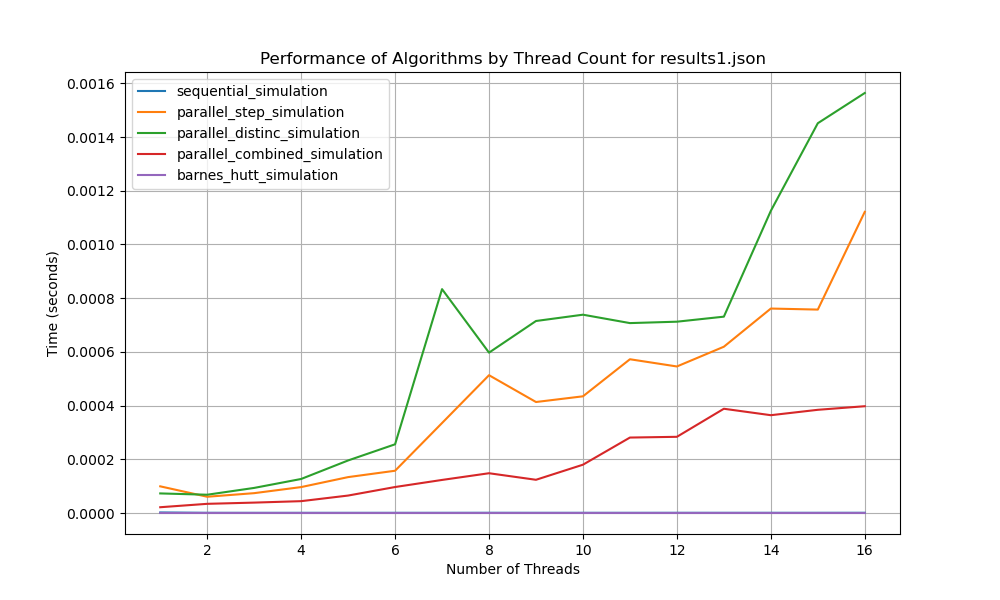 Performance of Algorithms by Thread Count for results1.json
sequential_simulation
parallel_step_simulation
parallel_distinc_simulation
parallel_combined_simulation
barnes_hutt_simulation
Time (seconds)
0.0016
0.0014
0.0012
0.0010
0.0008
0.0006
0.0004
0.0002
0.0000
2 4 6 8 10 12 14 16
Number of Threads